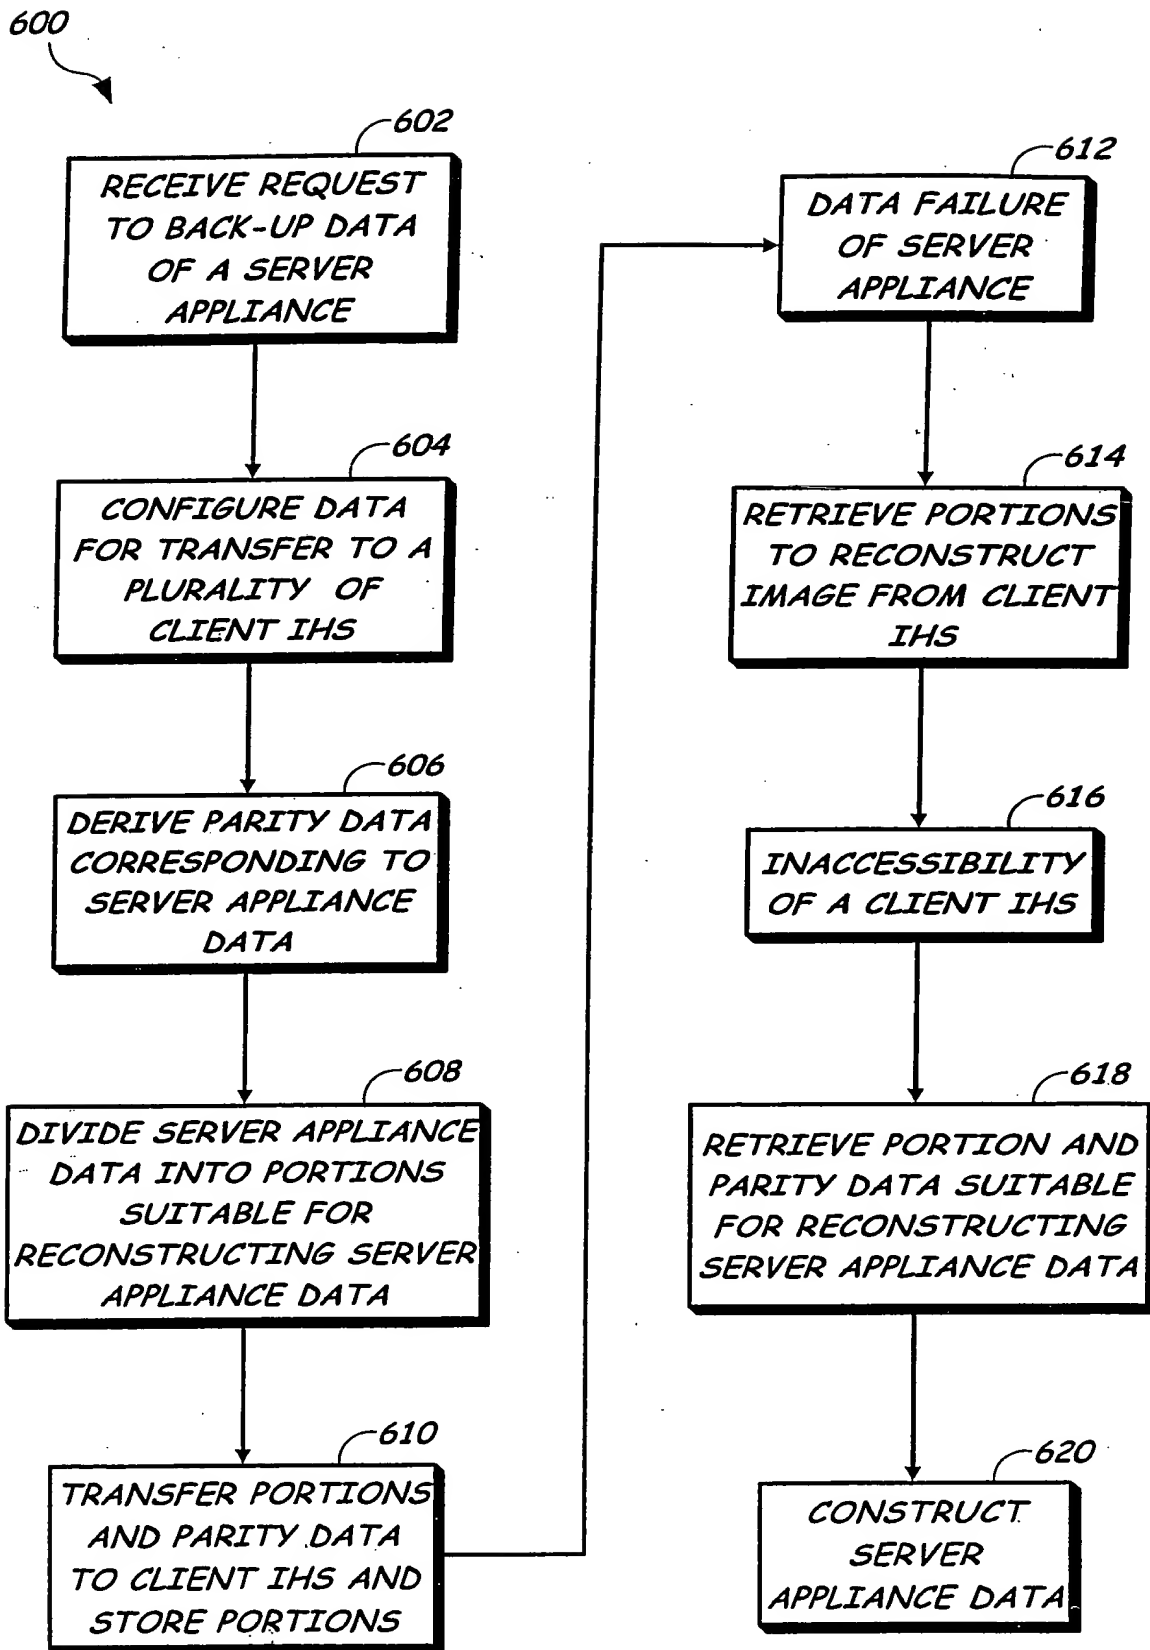 600
602
RECEIVE REQUEST
TO BACK-UP DATA
OF A SERVER
APPLIANCE
604
CONFIGURE DATA
FOR TRANSFER TO A
PLURALITY OF
CLIENT IHS
606
DERIVE PARITY DATA
CORRESPONDING TO
SERVER APPLIANCE
DATA
608
DIVIDE SERVER APPLIANCE
DATA INTO PORTIONS
SUITABLE FOR
RECONSTRUCTING SERVER
APPLIANCE DATA
610
TRANSFER PORTIONS
AND PARITY DATA
TO CLIENT IHS AND
STORE PORTIONS
612
DATA FAILURE
OF SERVER
APPLIANCE
614
RETRIEVE PORTIONS
TO RECONSTRUCT
IMAGE FROM CLIENT
IHS
616
INACCESSIBILITY
OF A CLIENT IHS
618
RETRIEVE PORTION AND
PARITY DATA SUITABLE
FOR RECONSTRUCTING
SERVER APPLIANCE DATA
620
CONSTRUCT
SERVER
APPLIANCE DATA